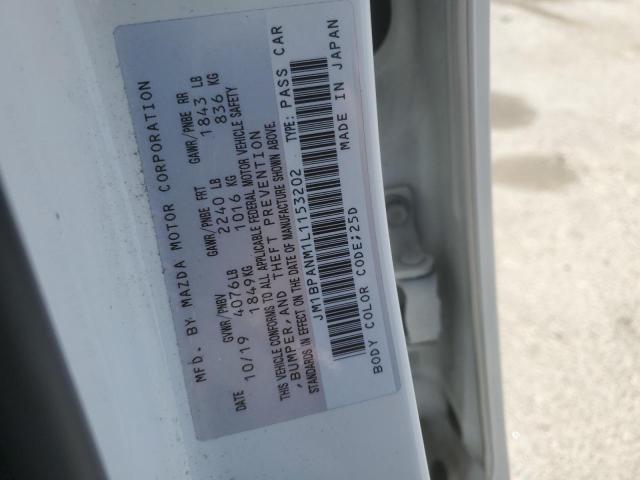 MFD. BY MAZDA MOTOR CORPORATION
DATE GVWR/PNBV GAWR/PNBE FRT GAWR/PNBE RR
10/19 4076LB 2240 LB 1843 LB
1849KG 1016 KG 836 KG
THIS VEHICLE CONFORMS TO ALL APPLICABLE FEDERAL MOTOR VEHICLE SAFETY
, BUMPER, AND THEFT PREVENTION
STANDARDS IN EFFECT ON THE DATE OF MANUFACTURE SHOWN ABOVE.
JM1BPANM1L1153202 TYPE: PASS CAR
BODY COLOR CODE;25D MADE IN JAPAN